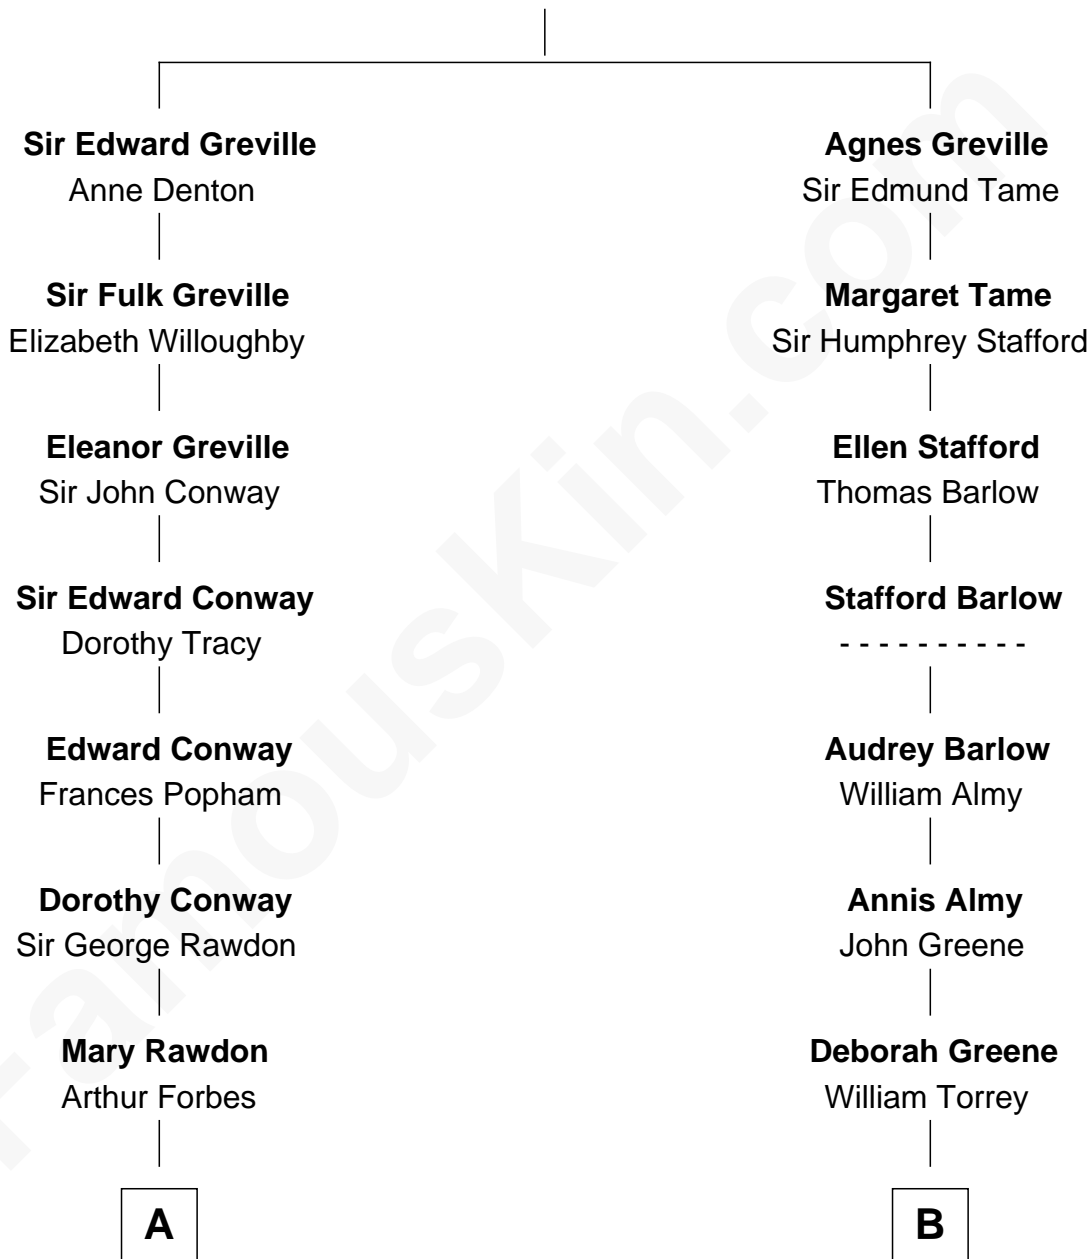 Sir Edward Greville
Anne Denton
Sir Fulk Greville
Elizabeth Willoughby
Eleanor Greville
Sir John Conway
Sir Edward Conway
Dorothy Tracy
Edward Conway
Frances Popham
Dorothy Conway
Sir George Rawdon
Mary Rawdon
Arthur Forbes
A
Agnes Greville
Sir Edmund Tame
Margaret Tame
Sir Humphrey Stafford
Ellen Stafford
Thomas Barlow
Stafford Barlow
- - - - - - - - - -
Audrey Barlow
William Almy
Annis Almy
John Greene
Deborah Greene
William Torrey
B
FamousKin.com